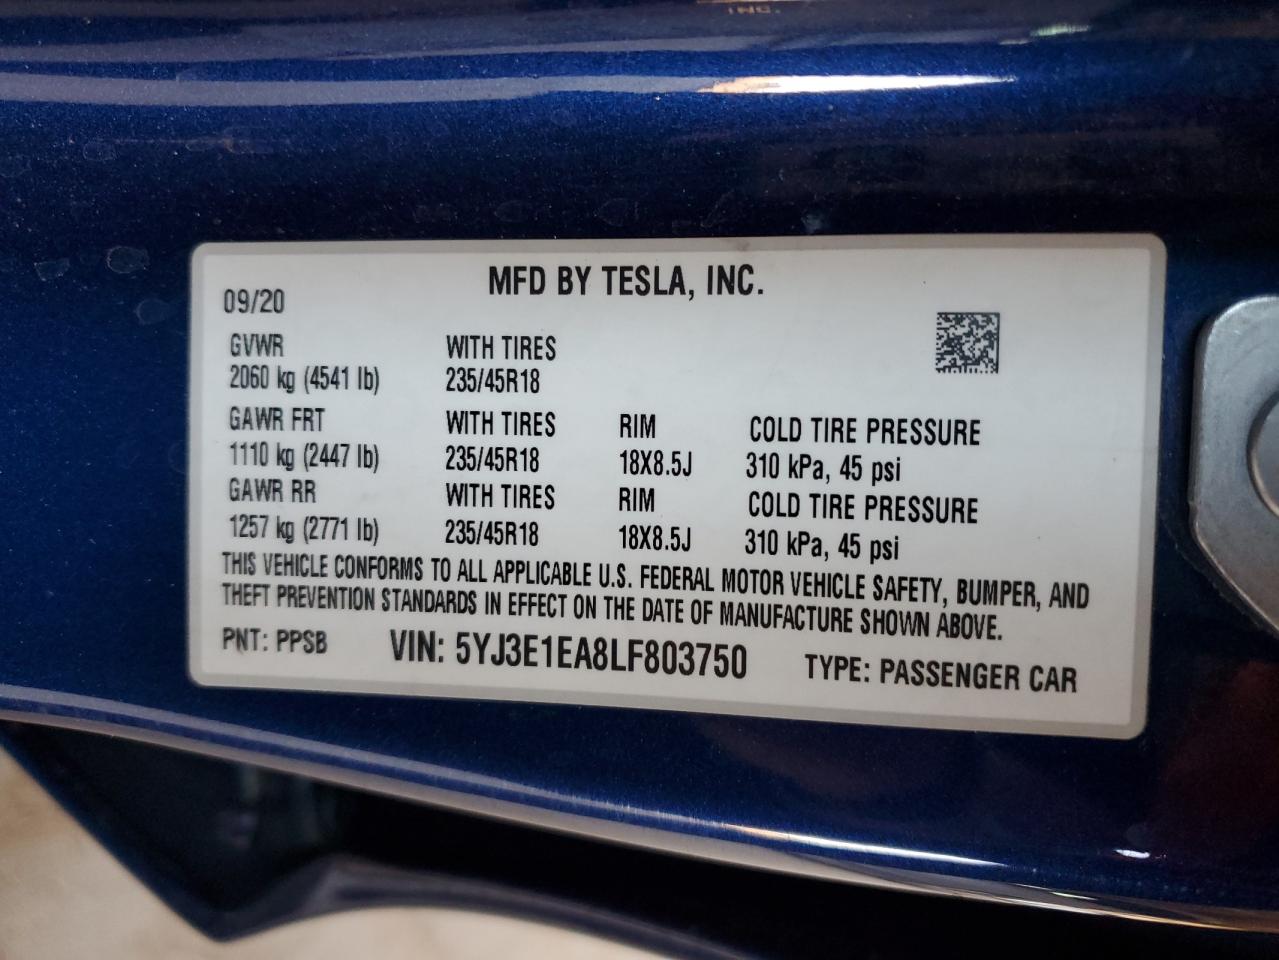 INC.
MFD BY TESLA, INC.
09/20
GVWR WITH TIRES
2060 kg (4541 lb) 235/45R18
GAWR FRT WITH TIRES RIM COLD TIRE PRESSURE
1110 kg (2447 lb) 235/45R18 18X8.5J 310 kPa, 45 psi
GAWR RR WITH TIRES RIM COLD TIRE PRESSURE
1257 kg (2771 lb) 235/45R18 18X8.5J 310 kPa, 45 psi
THIS VEHICLE CONFORMS TO ALL APPLICABLE U.S. FEDERAL MOTOR VEHICLE SAFETY, BUMPER, AND
THEFT PREVENTION STANDARDS IN EFFECT ON THE DATE OF MANUFACTURE SHOWN ABOVE.
PNT: PPSB VIN: 5YJ3E1EA8LF803750 TYPE: PASSENGER CAR